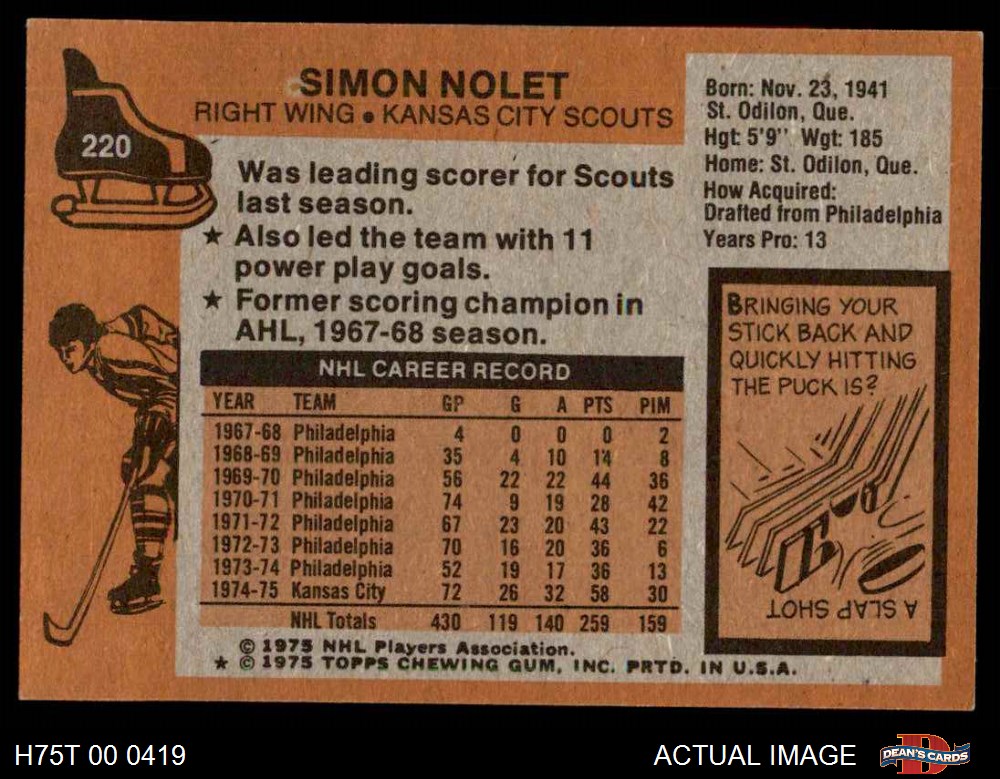 220
SIMON NOLET
RIGHT WING • KANSAS CITY SCOUTS
Was leading scorer for Scouts
last season.
★ Also led the team with 11
power play goals.
★ Former scoring champion in
AHL, 1967-68 season.
Born: Nov. 23, 1941
St. Odilon, Que.
Hgt: 5'9" Wgt: 185
Home: St. Odilon, Que.
How Acquired:
Drafted from Philadelphia
Years Pro: 13
NHL CAREER RECORD
YEAR TEAM GP G A PTS PIM
1967-68 Philadelphia 4 0 0 0 2
1968-69 Philadelphia 35 4 10 14 8
1969-70 Philadelphia 56 22 22 44 36
1970-71 Philadelphia 74 9 19 28 42
1971-72 Philadelphia 67 23 20 43 22
1972-73 Philadelphia 70 16 20 36 6
1973-74 Philadelphia 52 19 17 36 13
1974-75 Kansas City 72 26 32 58 30
NHL Totals 430 119 140 259 159
BRINGING YOUR
STICK BACK AND
QUICKLY HITTING
THE PUCK IS?
A SLAP SHOT
© 1975 NHL Players Association.
★ © 1975 TOPPS CHEWING GUM, INC. PRTD. IN U.S.A.
H75T 00 0419
ACTUAL IMAGE
D
DEAN'S CARDS